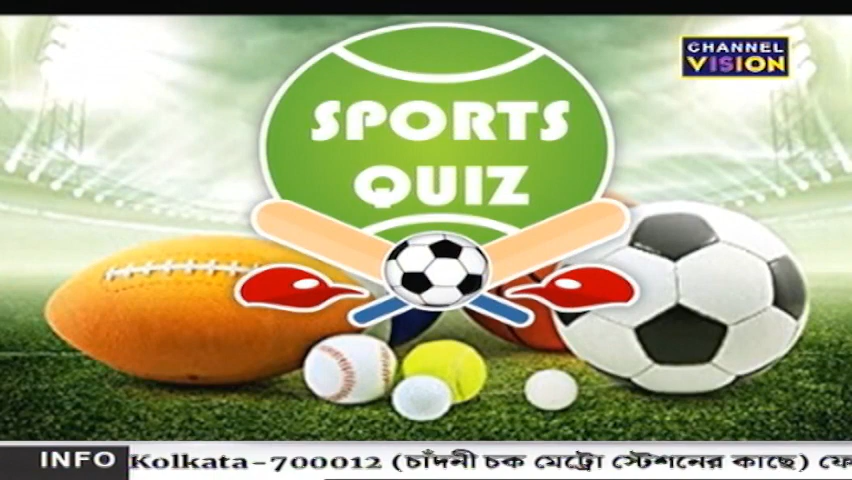 CHANNEL
VISION
SPORTS
QUIZ
INFO Kolkata-700012 (চাঁদনী চক মেট্রো স্টেশনের কাছে) ফো